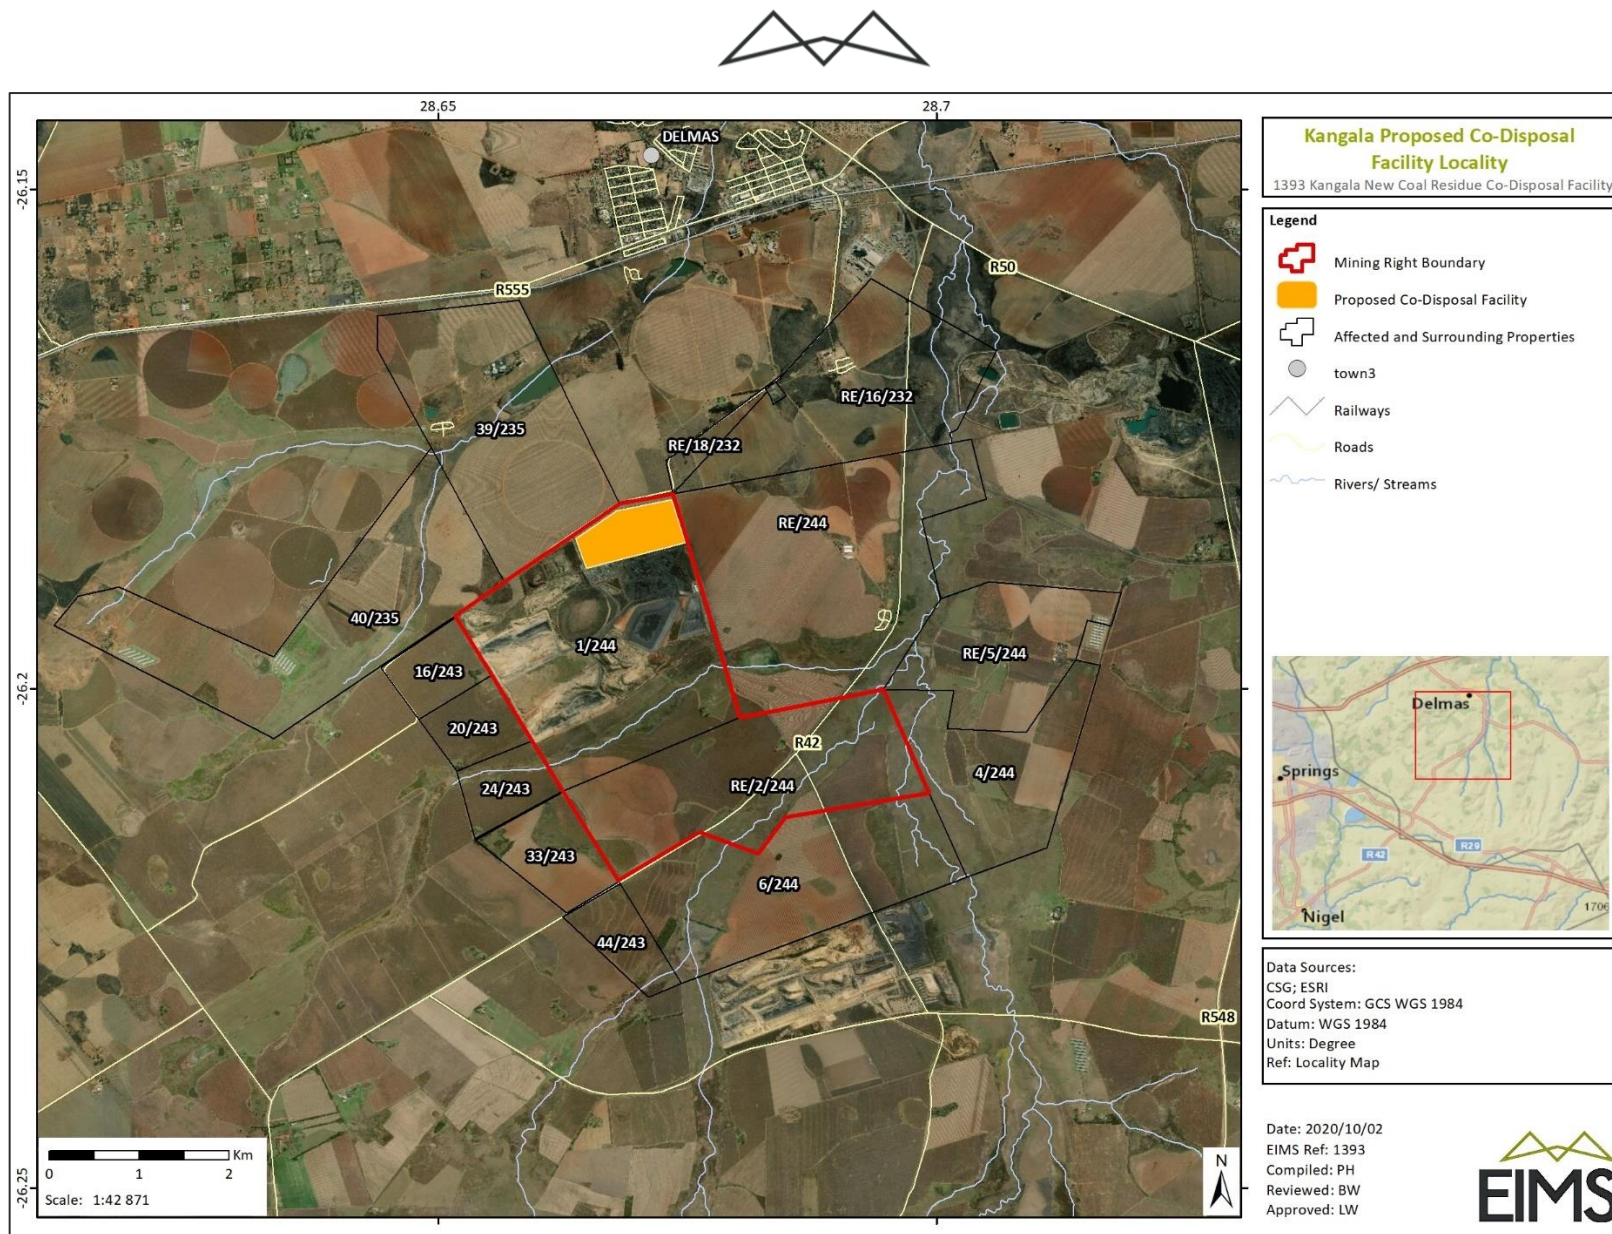 28.65
28.7
-26.15
-26.2
-26.25
DELMAS
R50
R555
RE/16/232
39/235
RE/18/232
RE/244
40/235
1/244
RE/5/244
16/243
20/243
R42
4/244
24/243
RE/2/244
33/243
6/244
44/243
R548
Km
0 1 2
Scale: 1:42 871
N
Kangala Proposed Co-Disposal
Facility Locality
1393 Kangala New Coal Residue Co-Disposal Facility
Legend
Mining Right Boundary
Proposed Co-Disposal Facility
Affected and Surrounding Properties
town3
Railways
Roads
Rivers/ Streams
Delmas
Springs
R29
R42
1706
Nigel
Data Sources:
CSG; ESRI
Coord System: GCS WGS 1984
Datum: WGS 1984
Units: Degree
Ref: Locality Map
Date: 2020/10/02
EIMS Ref: 1393
Compiled: PH
Reviewed: BW
Approved: LW
EIMS